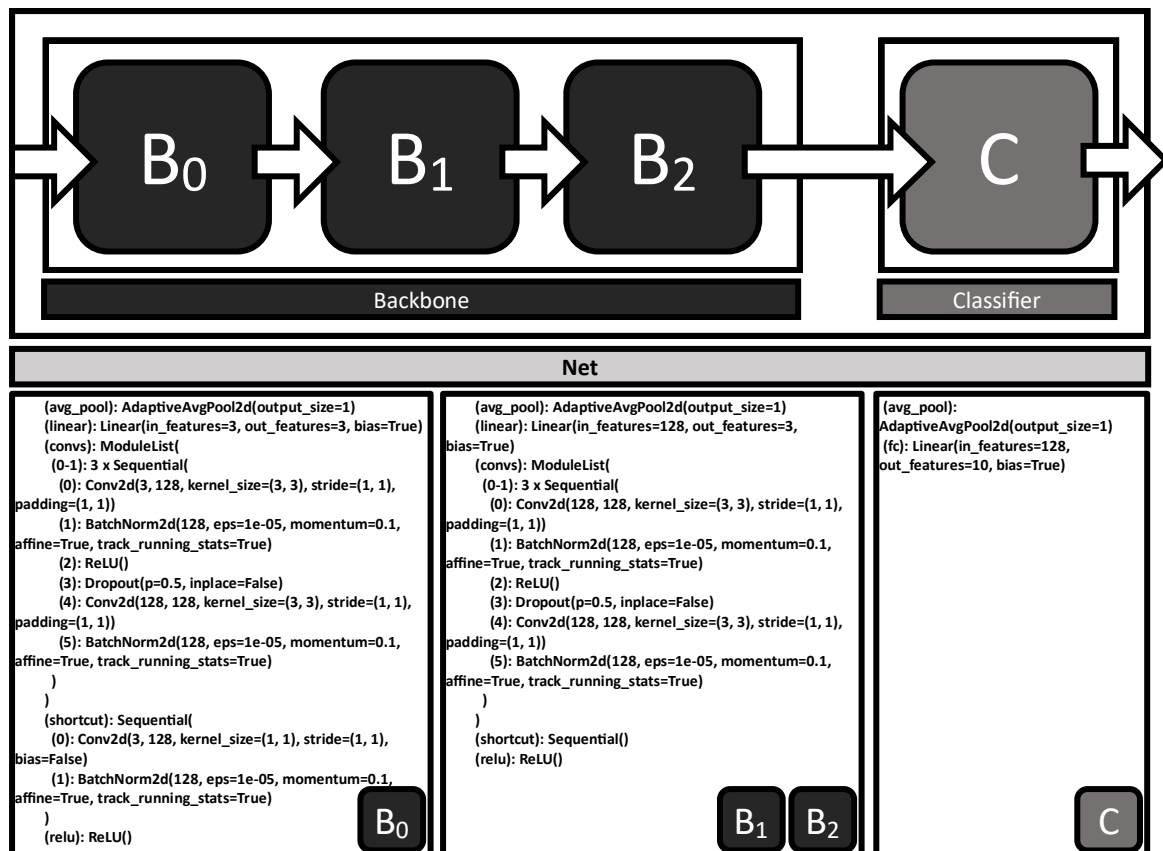 B0
B1
B2
C
Backbone
Classifier
Net
(avg_pool): AdaptiveAvgPool2d(output_size=1)
(linear): Linear(in_features=3, out_features=3, bias=True)
(convs): ModuleList(
(0-1): 3 x Sequential(
(0): Conv2d(3, 128, kernel_size=(3, 3), stride=(1, 1),
padding=(1, 1))
(1): BatchNorm2d(128, eps=1e-05, momentum=0.1,
affine=True, track_running_stats=True)
(2): ReLU()
(3): Dropout(p=0.5, inplace=False)
(4): Conv2d(128, 128, kernel_size=(3, 3), stride=(1, 1),
padding=(1, 1))
(5): BatchNorm2d(128, eps=1e-05, momentum=0.1,
affine=True, track_running_stats=True)
)
)
(shortcut): Sequential(
(0): Conv2d(3, 128, kernel_size=(1, 1), stride=(1, 1),
bias=False)
(1): BatchNorm2d(128, eps=1e-05, momentum=0.1,
affine=True, track_running_stats=True)
)
(relu): ReLU()
B0
(avg_pool): AdaptiveAvgPool2d(output_size=1)
(linear): Linear(in_features=128, out_features=3,
bias=True)
(convs): ModuleList(
(0-1): 3 x Sequential(
(0): Conv2d(128, 128, kernel_size=(3, 3), stride=(1, 1),
padding=(1, 1))
(1): BatchNorm2d(128, eps=1e-05, momentum=0.1,
affine=True, track_running_stats=True)
(2): ReLU()
(3): Dropout(p=0.5, inplace=False)
(4): Conv2d(128, 128, kernel_size=(3, 3), stride=(1, 1),
padding=(1, 1))
(5): BatchNorm2d(128, eps=1e-05, momentum=0.1,
affine=True, track_running_stats=True)
)
)
(shortcut): Sequential()
(relu): ReLU()
B1
B2
(avg_pool):
AdaptiveAvgPool2d(output_size=1)
(fc): Linear(in_features=128,
out_features=10, bias=True)
C